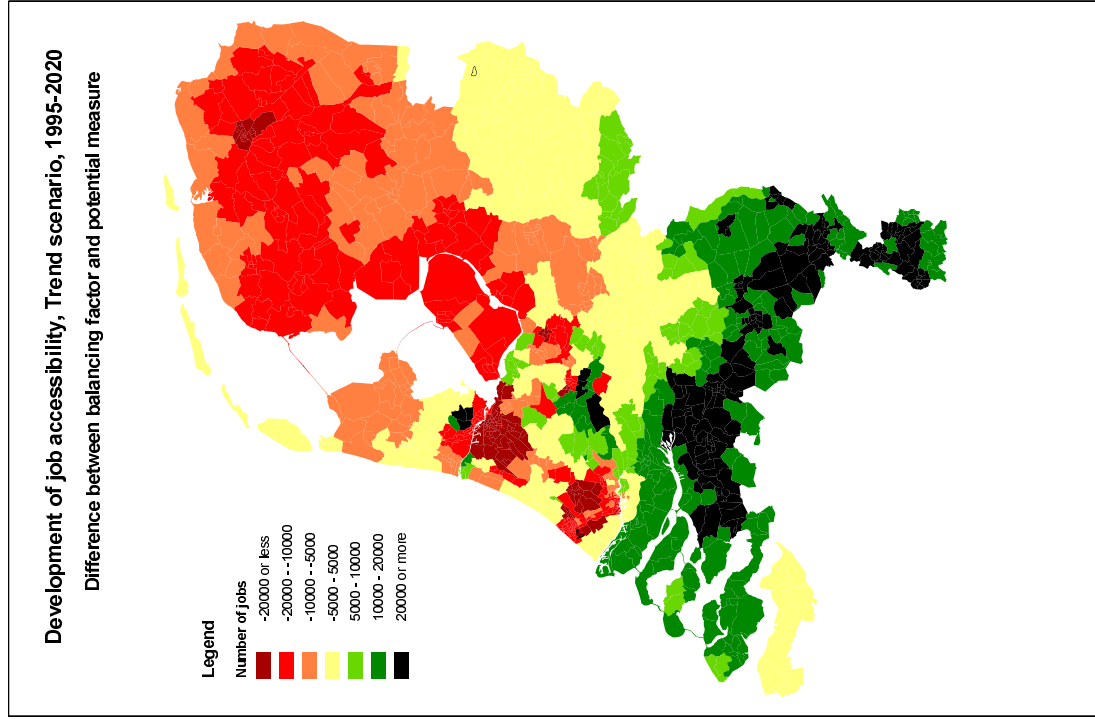 Development of job accessibility, Trend scenario, 1995-2020
Difference between balancing factor and potential measure
Legend
Number of jobs
-20000 or less
-20000 - -10000
-10000 - -5000
-5000 - 5000
5000 - 10000
10000 - 20000
20000 or more